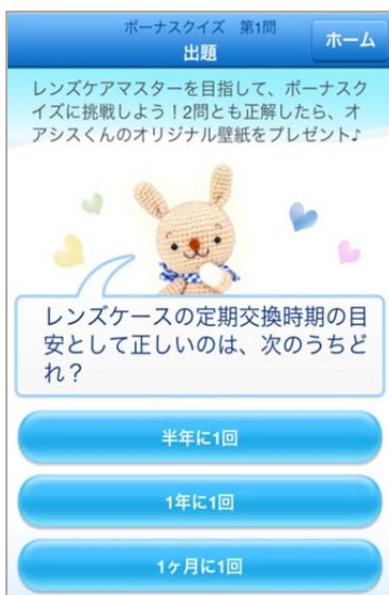 ボーナスクイズ 第1問
出題
ホーム
レンズケアマスターを目指して、ボーナスク
イズに挑戦しよう！2問とも正解したら、オ
アシスくんのオリジナル壁紙をプレゼント♪
レンズケースの定期交換時期の目
安として正しいのは、次のうちど
れ？
半年に1回
1年に1回
1ヶ月に1回